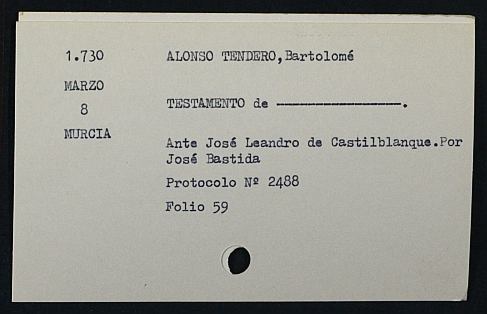 1.730 ALONSO TENDERO,Bartolomé
MARZO
8 TESTAMENTO de -----------------.
MURCIA
Ante José Leandro de Castilblanque.Por
José Bastida
Protocolo Nº 2488
Folio 59